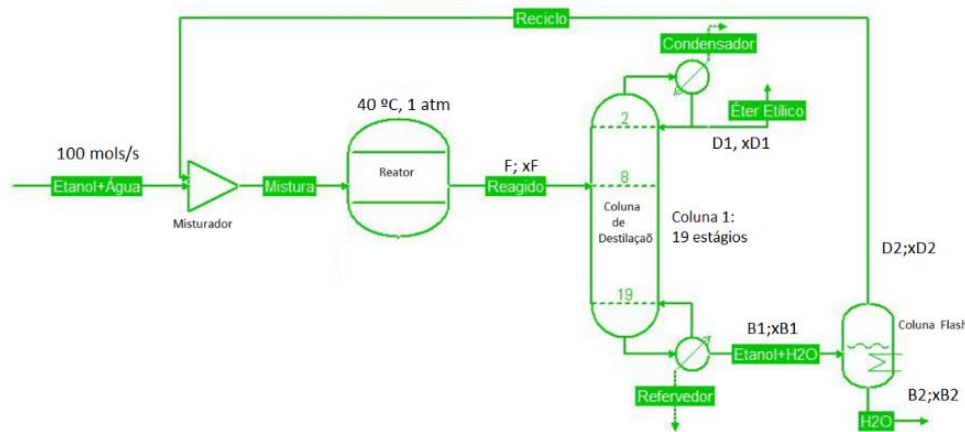 Reciclo
Condensador
40 ºC, 1 atm
2
Éter Etílico
100 mols/s
D1, xD1
F; xF
Reator
Etanol+Água
Mistura
Reagido
8
Misturador
Coluna
de
Destilaçaõ
Coluna 1:
19 estágios
D2;xD2
19
B1;xB1
Coluna Flash
Etanol+H2O
B2;xB2
Refervedor
H2O